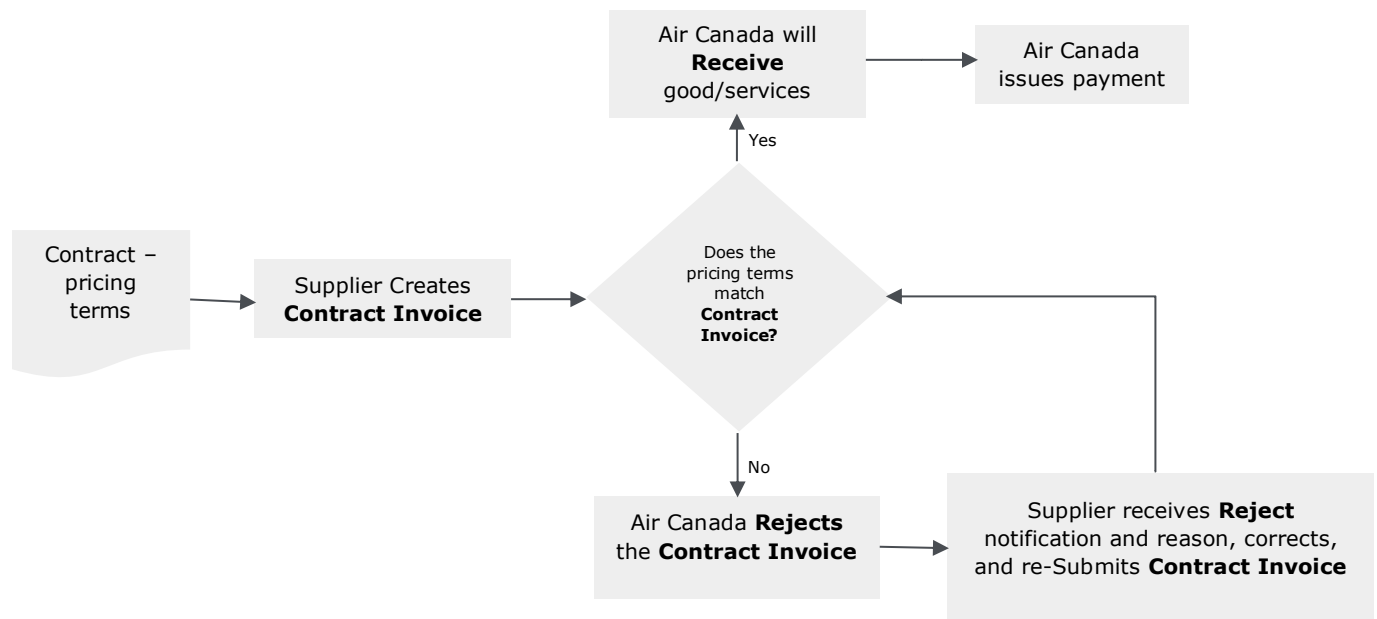 Air Canada will
Receive
good/services
Air Canada
issues payment
Yes
Contract –
pricing
terms
Supplier Creates
Contract Invoice
Does the
pricing terms
match
Contract
Invoice?
No
Air Canada Rejects
the Contract Invoice
Supplier receives Reject
notification and reason, corrects,
and re-Submits Contract Invoice